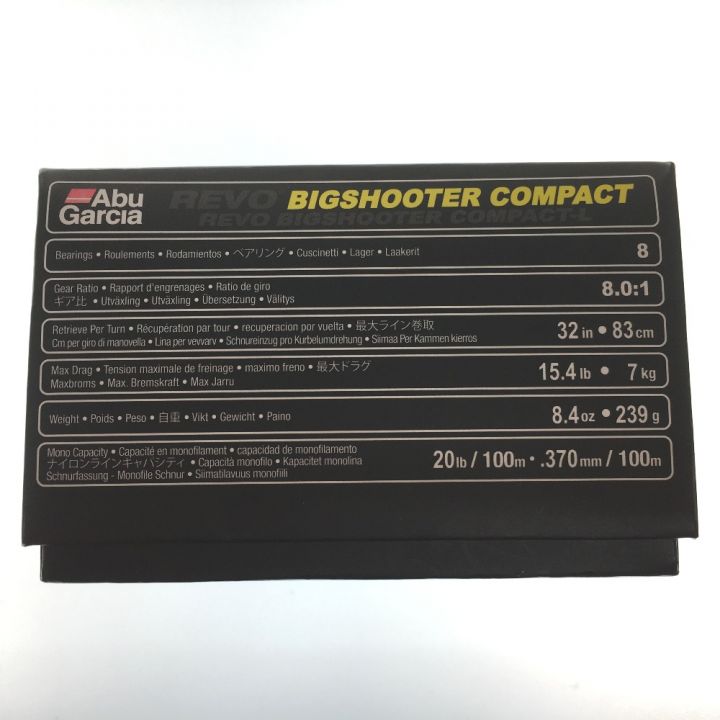 Abu Garcia
REVO BIGSHOOTER COMPACT
REVO BIGSHOOTER COMPACT-L
Bearings • Roulements • Rodamientos • ベアリング • Cuscinetti • Lager • Laakerit 8
Gear Ratio • Rapport d'engrenages • Ratio de giro
ギア比 • Utväxling • Utväxling • Übersetzung • Välitys
8.0:1
Retrieve Per Turn • Récupération par tour • recuperacion por vuelta • 最大ライン巻取
Cm per giro di manovella • Lina per vevvarv • Schnureinzug pro Kurbelumdrehung • Siimaa Per Kammen kierros
32 in • 83 cm
Max Drag • Tension maximale de freinage • maximo freno • 最大ドラグ
Maxbroms • Max. Bremskraft • Max Jarru
15.4 lb • 7 kg
Weight • Poids • Peso • 自重 • Vikt • Gewicht • Paino 8.4 oz • 239 g
Mono Capacity • Capacité en monofilament • capacidad de monofilamento
ナイロンラインキャパシティ • Capacità monofilo • Kapacitet monolina
Schnurfassung - Monofile Schnur • Siimatilavuus monofiili
20 lb / 100m • .370 mm / 100m